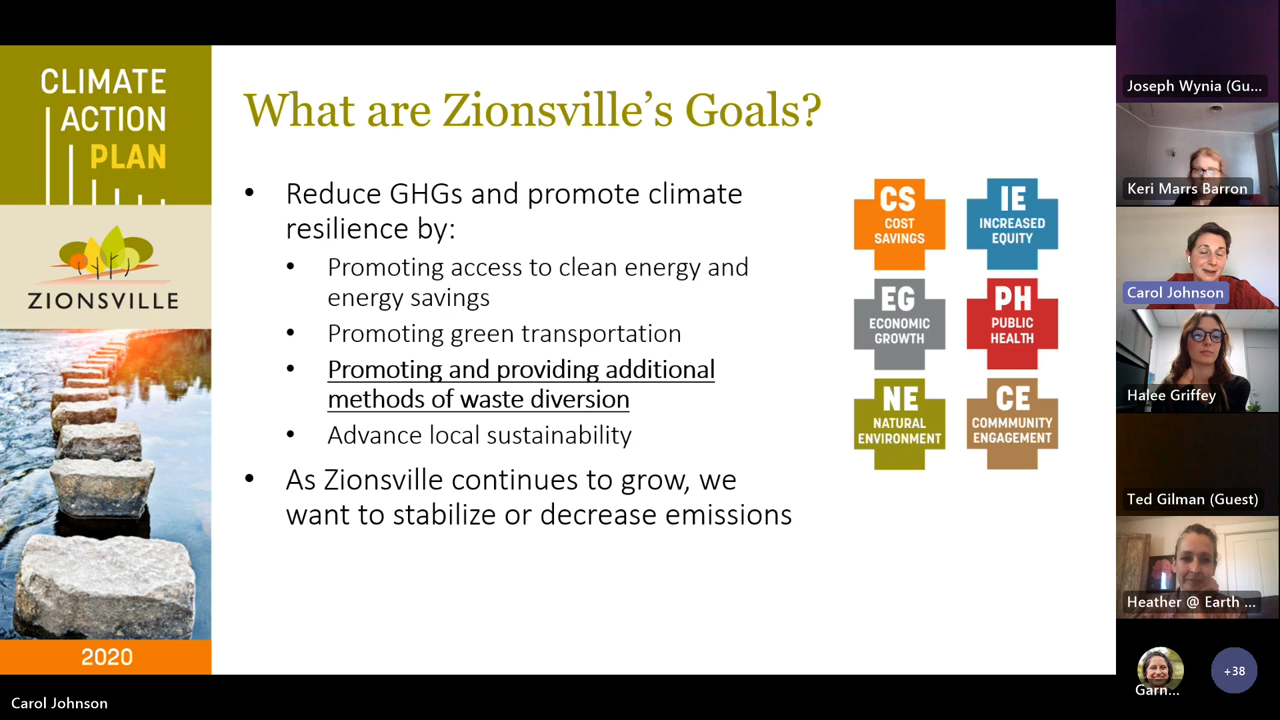 CLIMATE
ACTION
PLAN
ZIONSVILLE
2020
What are Zionsville's Goals?
• Reduce GHGs and promote climate
resilience by:
• Promoting access to clean energy and
energy savings
• Promoting green transportation
• Promoting and providing additional
methods of waste diversion
• Advance local sustainability
• As Zionsville continues to grow, we
want to stabilize or decrease emissions
CS
COST
SAVINGS
IE
INCREASED
EQUITY
EG
ECONOMIC
GROWTH
PH
PUBLIC
HEALTH
NE
NATURAL
ENVIRONMENT
CE
COMMMUNITY
ENGAGEMENT
Joseph Wynia (Gu...
Keri Marrs Barron
Carol Johnson
Halee Griffey
Ted Gilman (Guest)
Heather @ Earth ...
Garn...
+38
Carol Johnson